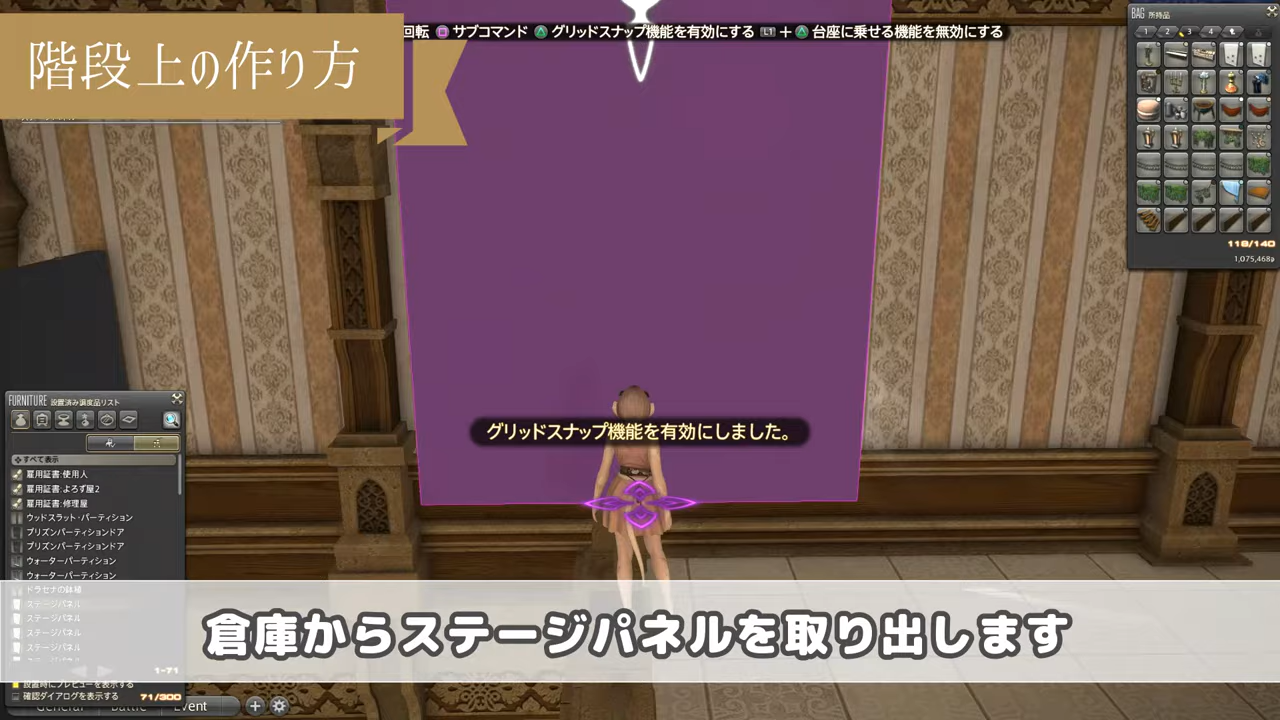 回転 サブコマンド グリッドスナップ機能を有効にする L1 + 台座に乗せる機能を無効にする
階段上の作り方
BAG 所持品
1 2 3 4
118/140
1,075,468
グリッドスナップ機能を有効にしました。
FURNITURE 設置済み調度品リスト
すべて表示
雇用証書:使用人
雇用証書:よろず屋2
雇用証書:修理屋
ウッドスラット・パーティション
プリズンパーティションドア
プリズンパーティションドア
ウォーターパーティション
ウォーターパーティション
ドラセナの鉢植
ステージパネル
ステージパネル
ステージパネル
ステージパネル
倉庫からステージパネルを取り出します
1-71
設置時にプレビューを表示する
確認ダイアログを表示する 71/300
General Battle Event